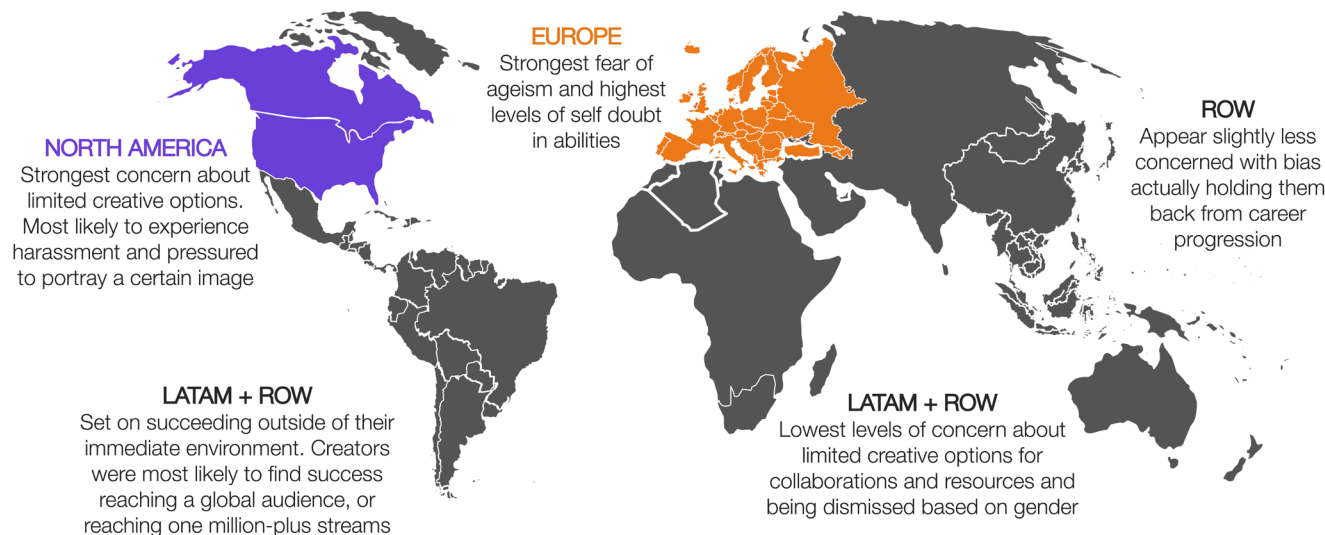 NORTH AMERICA
Strongest concern about
limited creative options.
Most likely to experience
harassment and pressured
to portray a certain image
EUROPE
Strongest fear of
ageism and highest
levels of self doubt
in abilities
ROW
Appear slightly less
concerned with bias
actually holding them
back from career
progression
LATAM + ROW
Set on succeeding outside of their
immediate environment. Creators
were most likely to find success
reaching a global audience, or
reaching one million-plus streams
LATAM + ROW
Lowest levels of concern about
limited creative options for
collaborations and resources and
being dismissed based on gender